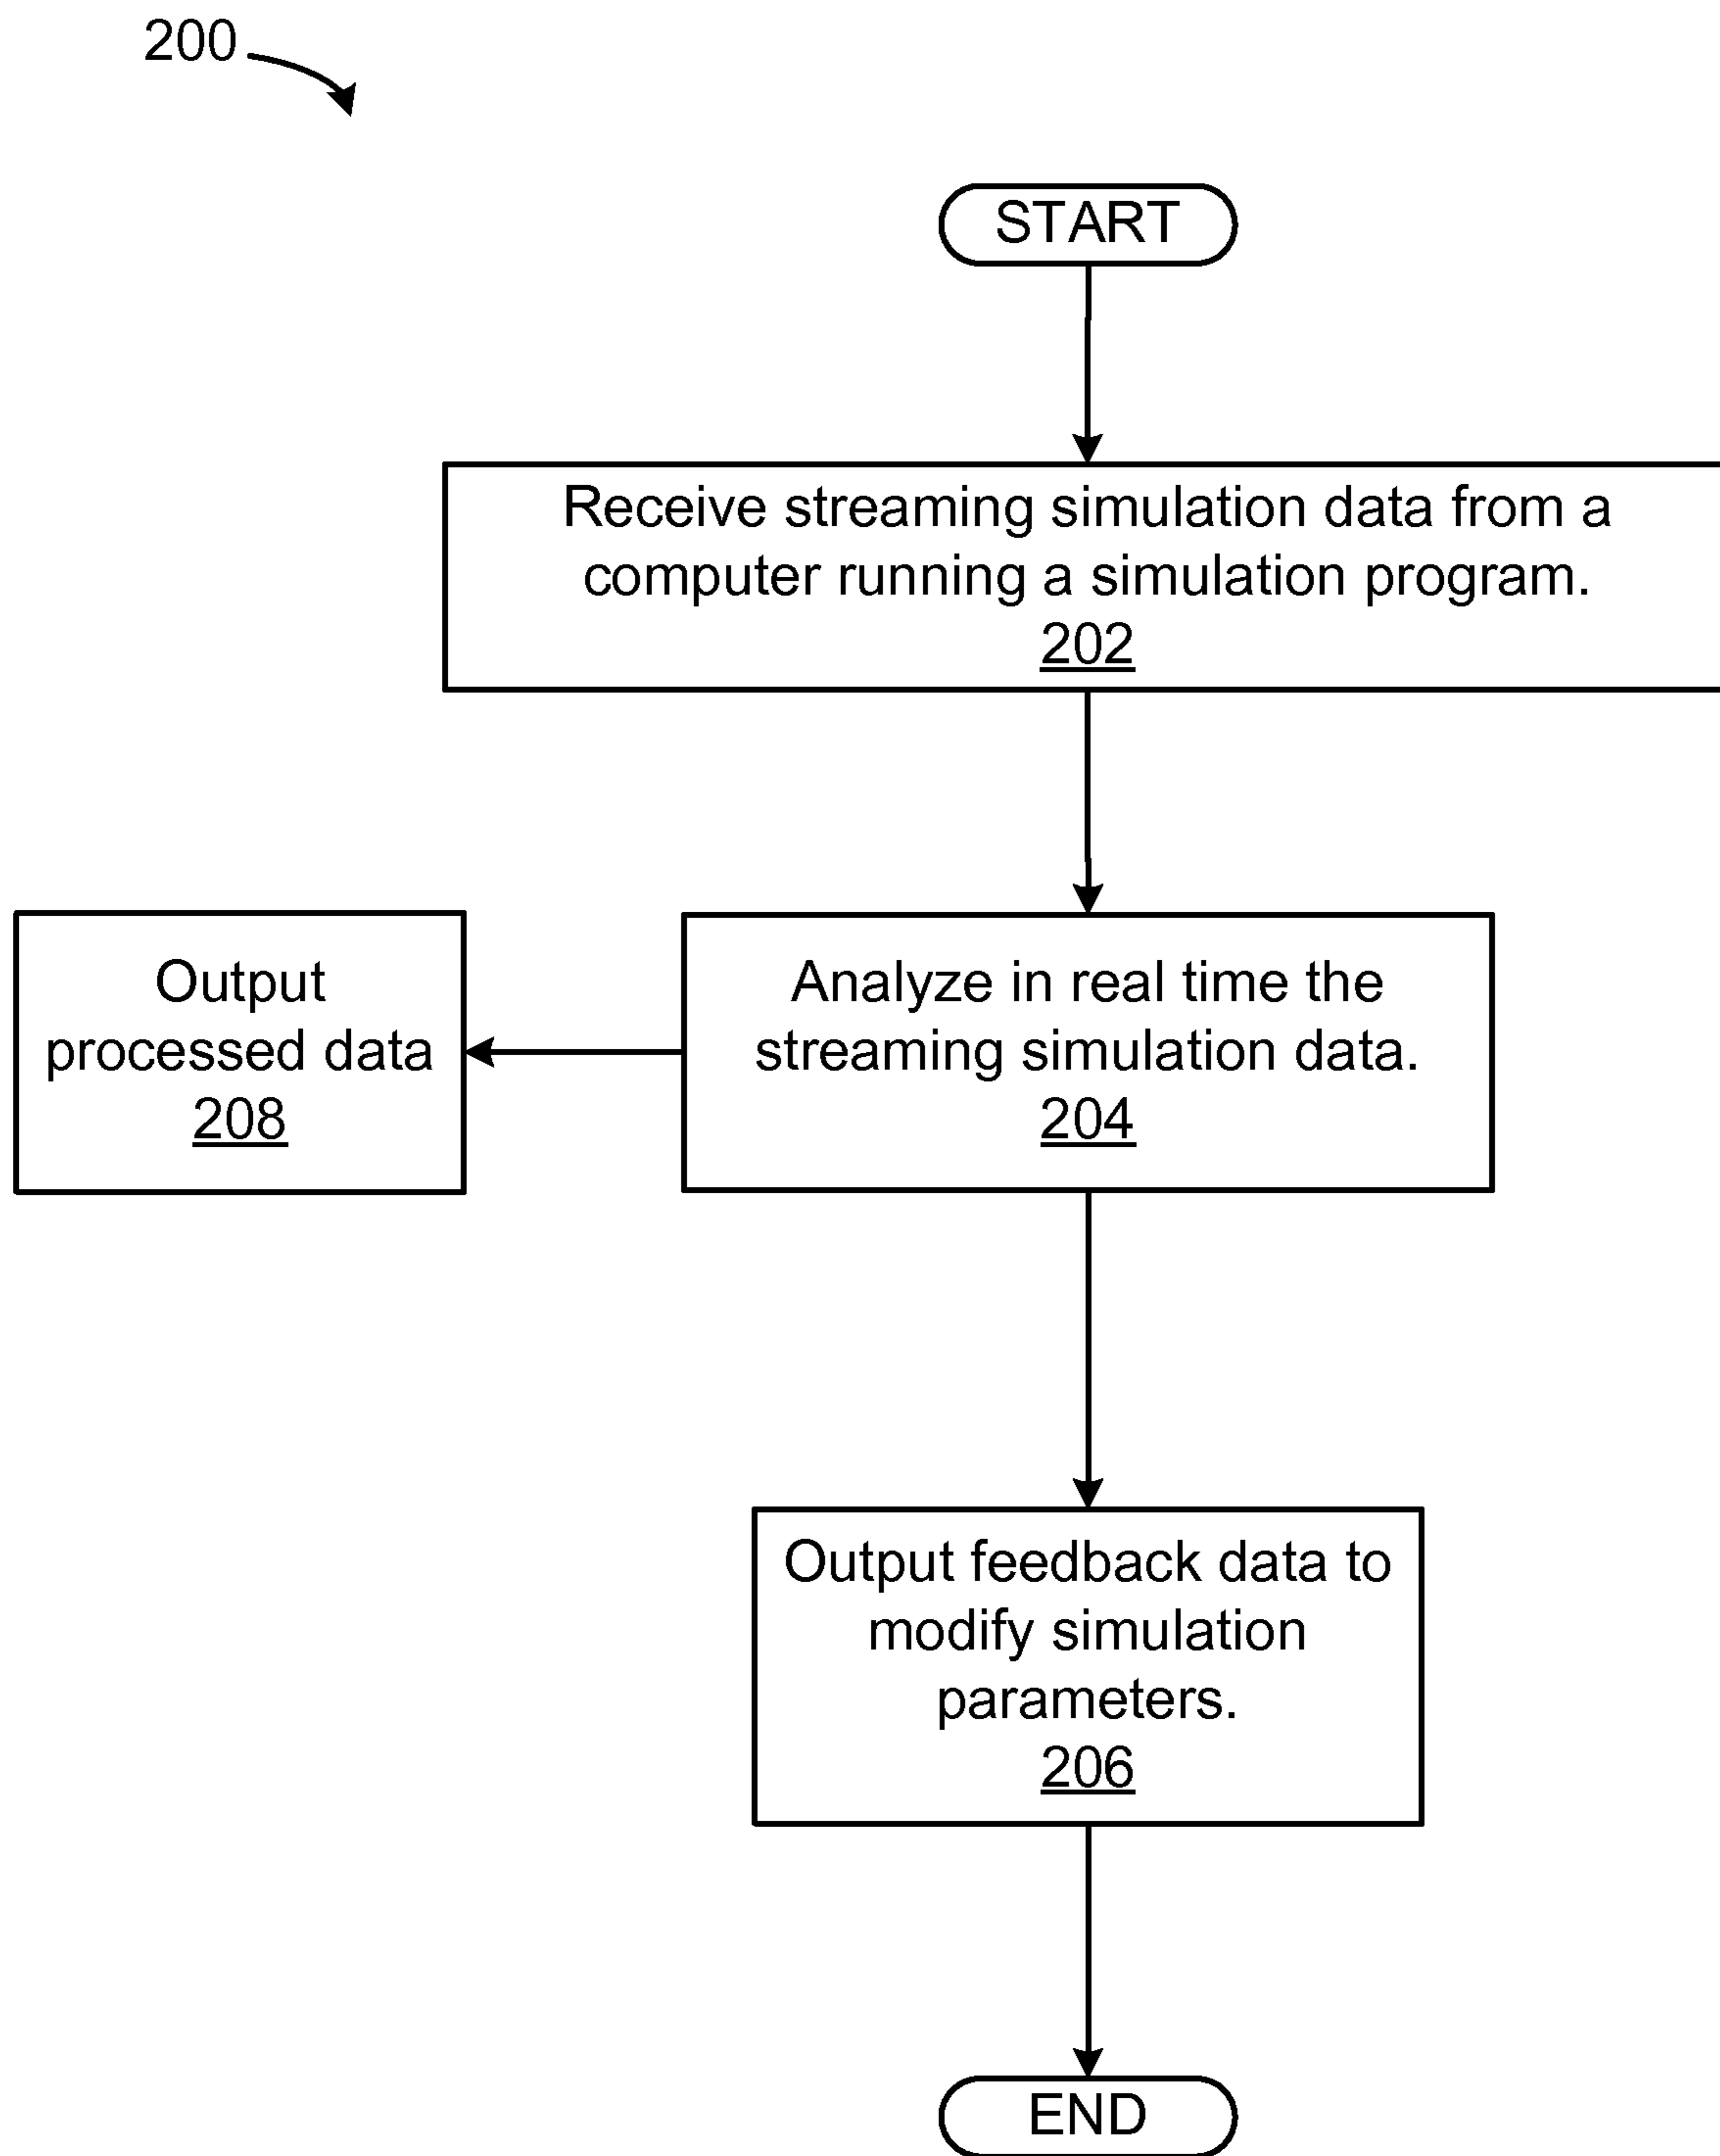 200
START
Receive streaming simulation data from a
computer running a simulation program.
202
Output
processed data
208
Analyze in real time the
streaming simulation data.
204
Output feedback data to
modify simulation
parameters.
206
END